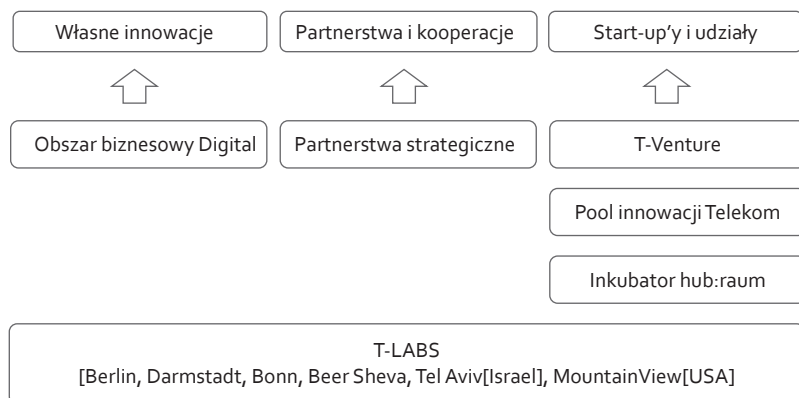 Własne innowacje
Partnerstwa i kooperacje
Start-up'y i udziały
Obszar biznesowy Digital
Partnerstwa strategiczne
T-Venture
Pool innowacji Telekom
Inkubator hub:raum
T-LABS
[Berlin, Darmstadt, Bonn, Beer Sheva, Tel Aviv[Israel], MountainView[USA]